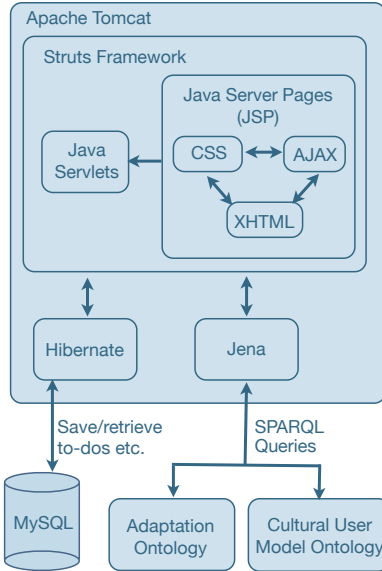 Apache Tomcat
Struts Framework
Java Server Pages
(JSP)
Java
Servlets
CSS
AJAX
XHTML
Hibernate
Jena
Save/retrieve
to-dos etc.
SPARQL
Queries
MySQL
Adaptation
Ontology
Cultural User
Model Ontology